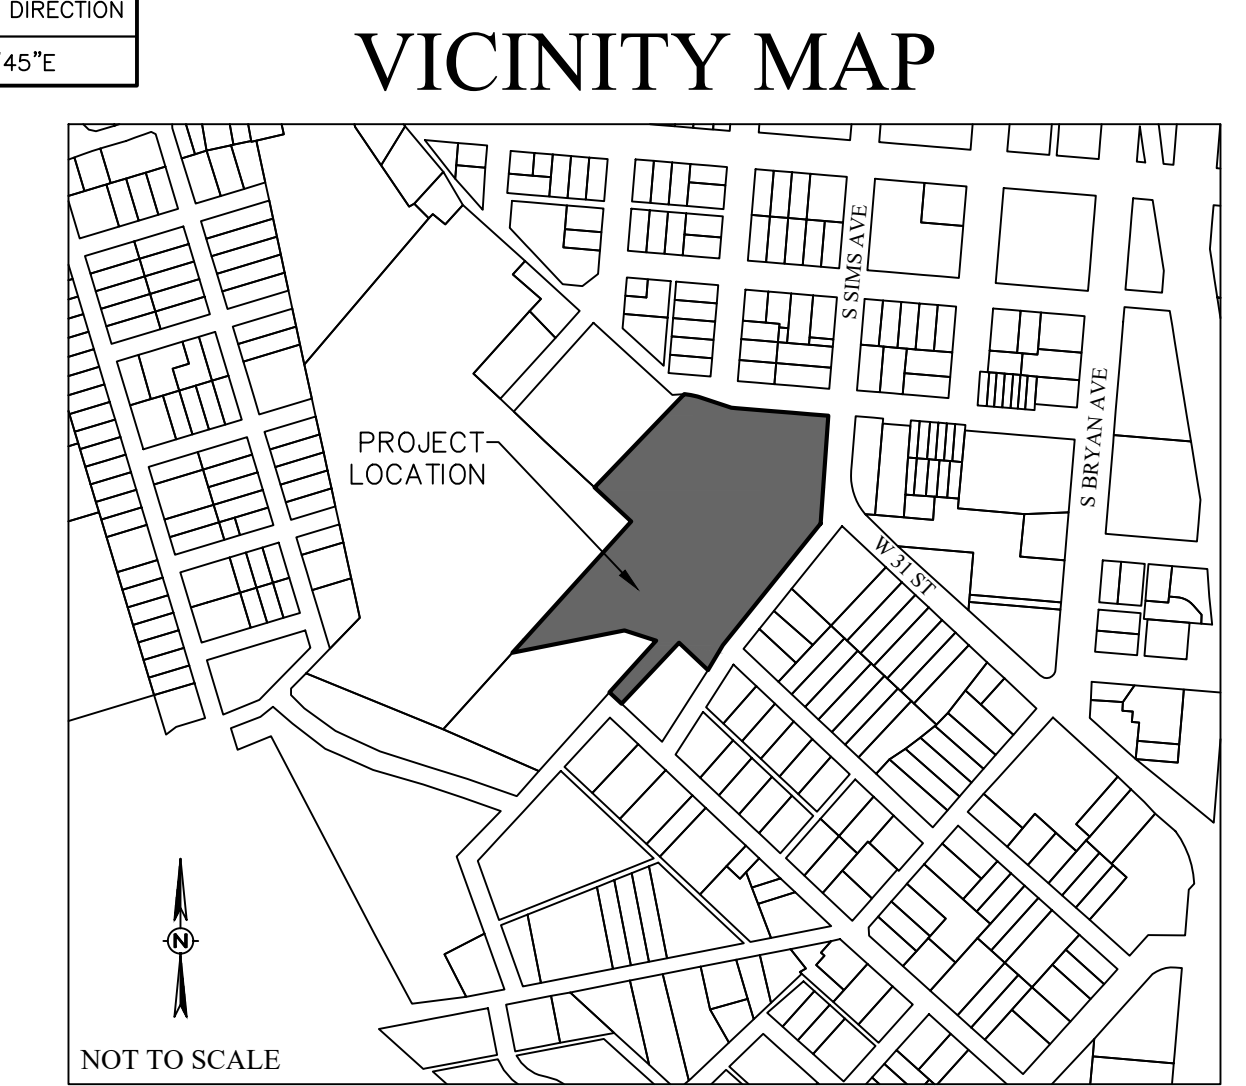 DIRECTION
45"E
VICINITY MAP
S SIMS AVE
S BRYAN AVE
PROJECT
LOCATION
W 31 ST
N
NOT TO SCALE